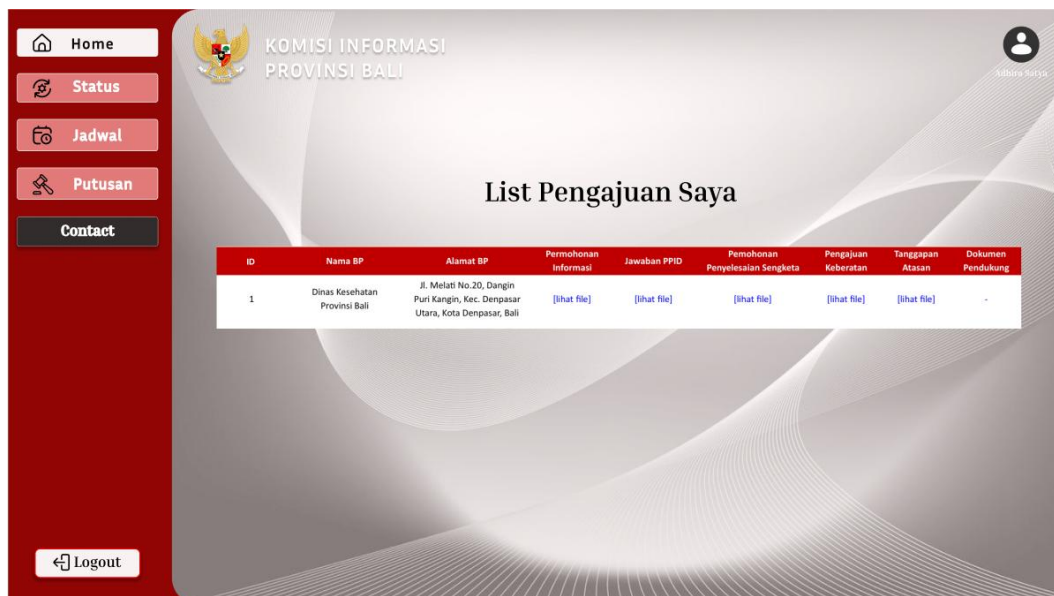 Home
Status
Jadwal
Putusan
Contact
Logout
KOMISI INFORMASI
PROVINSI BALI
Adhira Satya
List Pengajuan Saya
ID
Nama BP
Alamat BP
Permohonan
Informasi
Jawaban PPID
Pemohonan
Penyelesaian Sengketa
Pengajuan
Keberatan
Tanggapan
Atasan
Dokumen
Pendukung
1
Dinas Kesehatan
Provinsi Bali
Jl. Melati No.20, Dangin
Puri Kangin, Kec. Denpasar
Utara, Kota Denpasar, Bali
[lihat file]
[lihat file]
[lihat file]
[lihat file]
[lihat file]
-